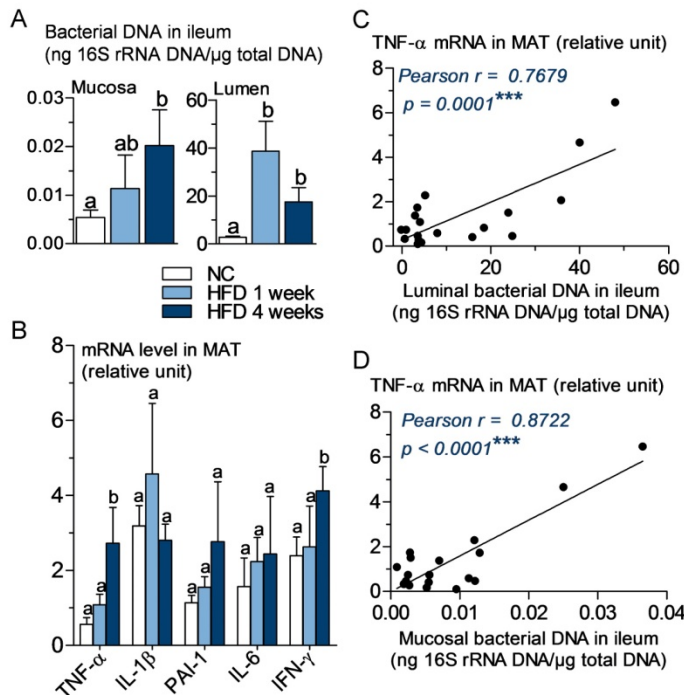 A
Bacterial DNA in ileum
(ng 16S rRNA DNA/µg total DNA)
Mucosa
Lumen
0.03
0.02
0.01
0.00
a
ab
b
60
40
20
0
a
b
b
NC
HFD 1 week
HFD 4 weeks
B
mRNA level in MAT
(relative unit)
8
6
4
2
0
a
a
b
a
a
a
a
a
a
a
a
a
a
a
b
TNF-α
IL-1β
PAI-1
IL-6
IFN-γ
C
TNF-α mRNA in MAT (relative unit)
Pearson r = 0.7679
p = 0.0001***
8
6
4
2
0
0
20
40
60
Luminal bacterial DNA in ileum
(ng 16S rRNA DNA/µg total DNA)
D
TNF-α mRNA in MAT (relative unit)
Pearson r = 0.8722
p < 0.0001***
8
6
4
2
0
0.00
0.01
0.02
0.03
0.04
Mucosal bacterial DNA in ileum
(ng 16S rRNA DNA/µg total DNA)